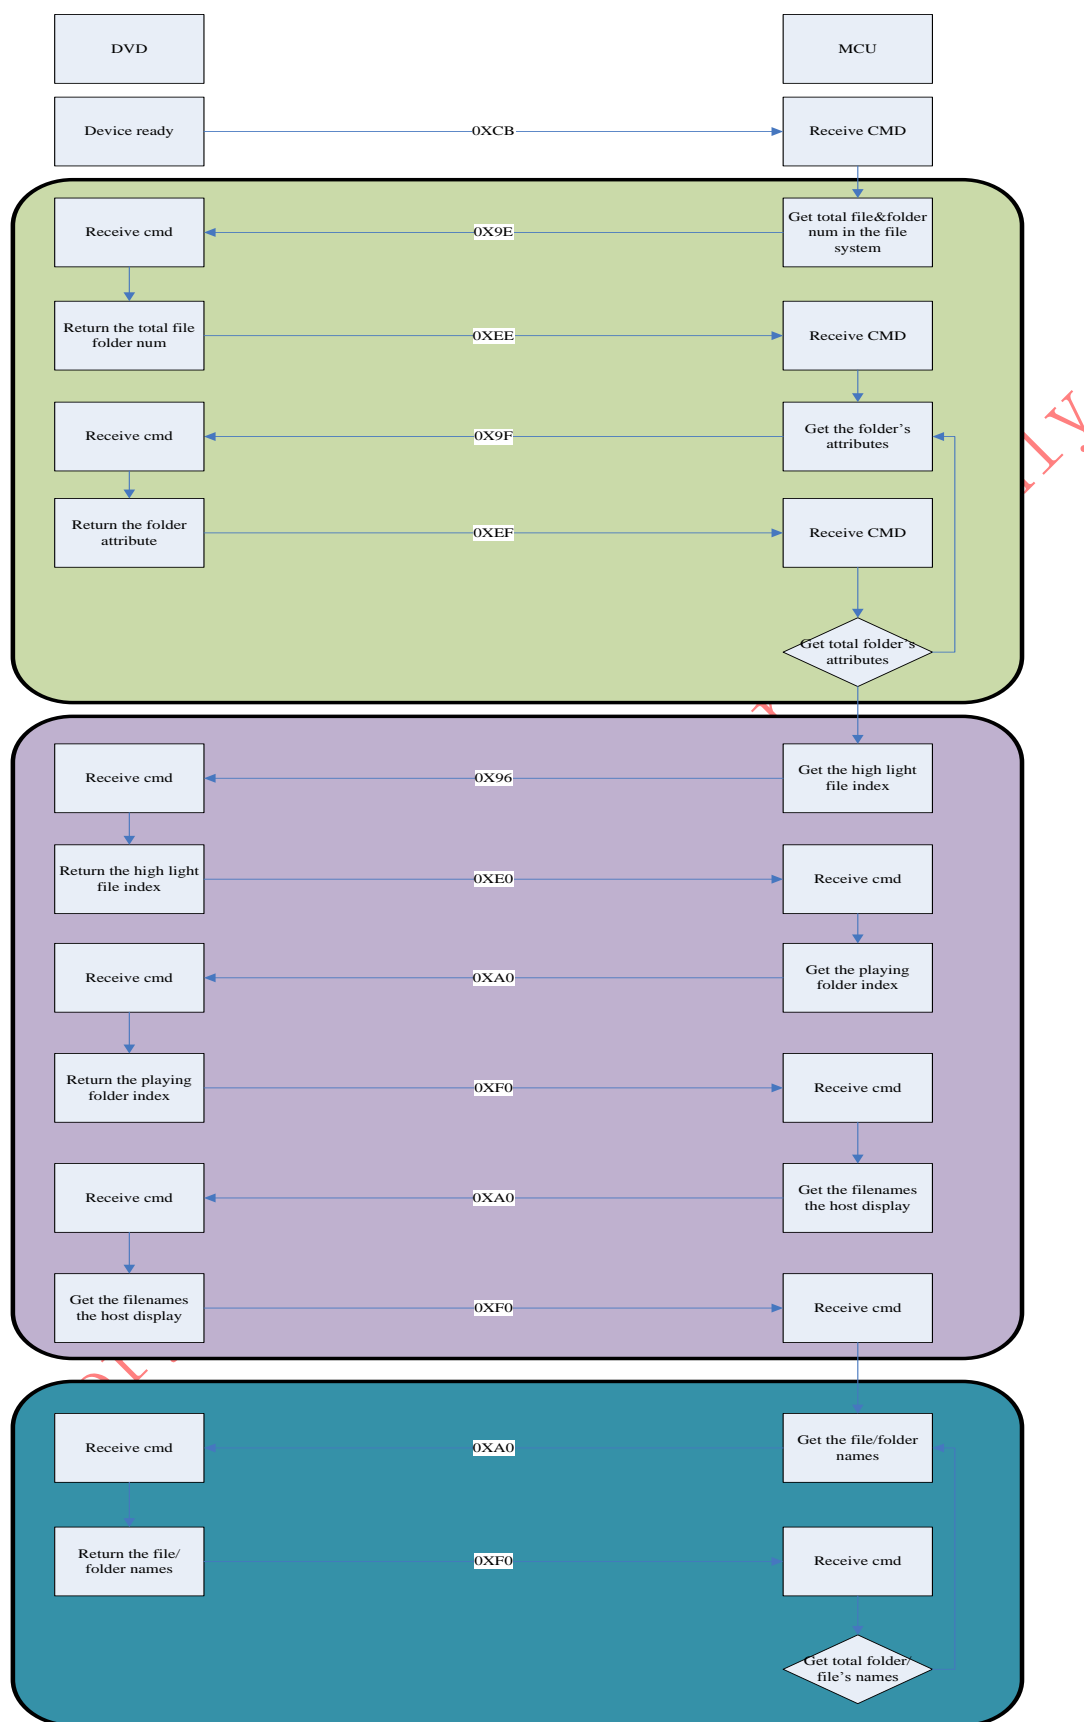 DVD
MCU
Device ready
0XCB
Receive CMD
Receive cmd
0X9E
Get total file&folder
num in the file
system
Return the total file
folder num
0XEE
Receive CMD
Receive cmd
0X9F
Get the folder's
attributes
Return the folder
attribute
0XEF
Receive CMD
Get total folder's
attributes
Receive cmd
0X96
Get the high light
file index
Return the high light
file index
0XE0
Receive cmd
Receive cmd
0XA0
Get the playing
folder index
Return the playing
folder index
0XF0
Receive cmd
Receive cmd
0XA0
Get the filenames
the host display
Get the filenames
the host display
0XF0
Receive cmd
Receive cmd
0XA0
Get the file/folder
names
Return the file/
folder names
0XF0
Receive cmd
Get total folder/
file's names